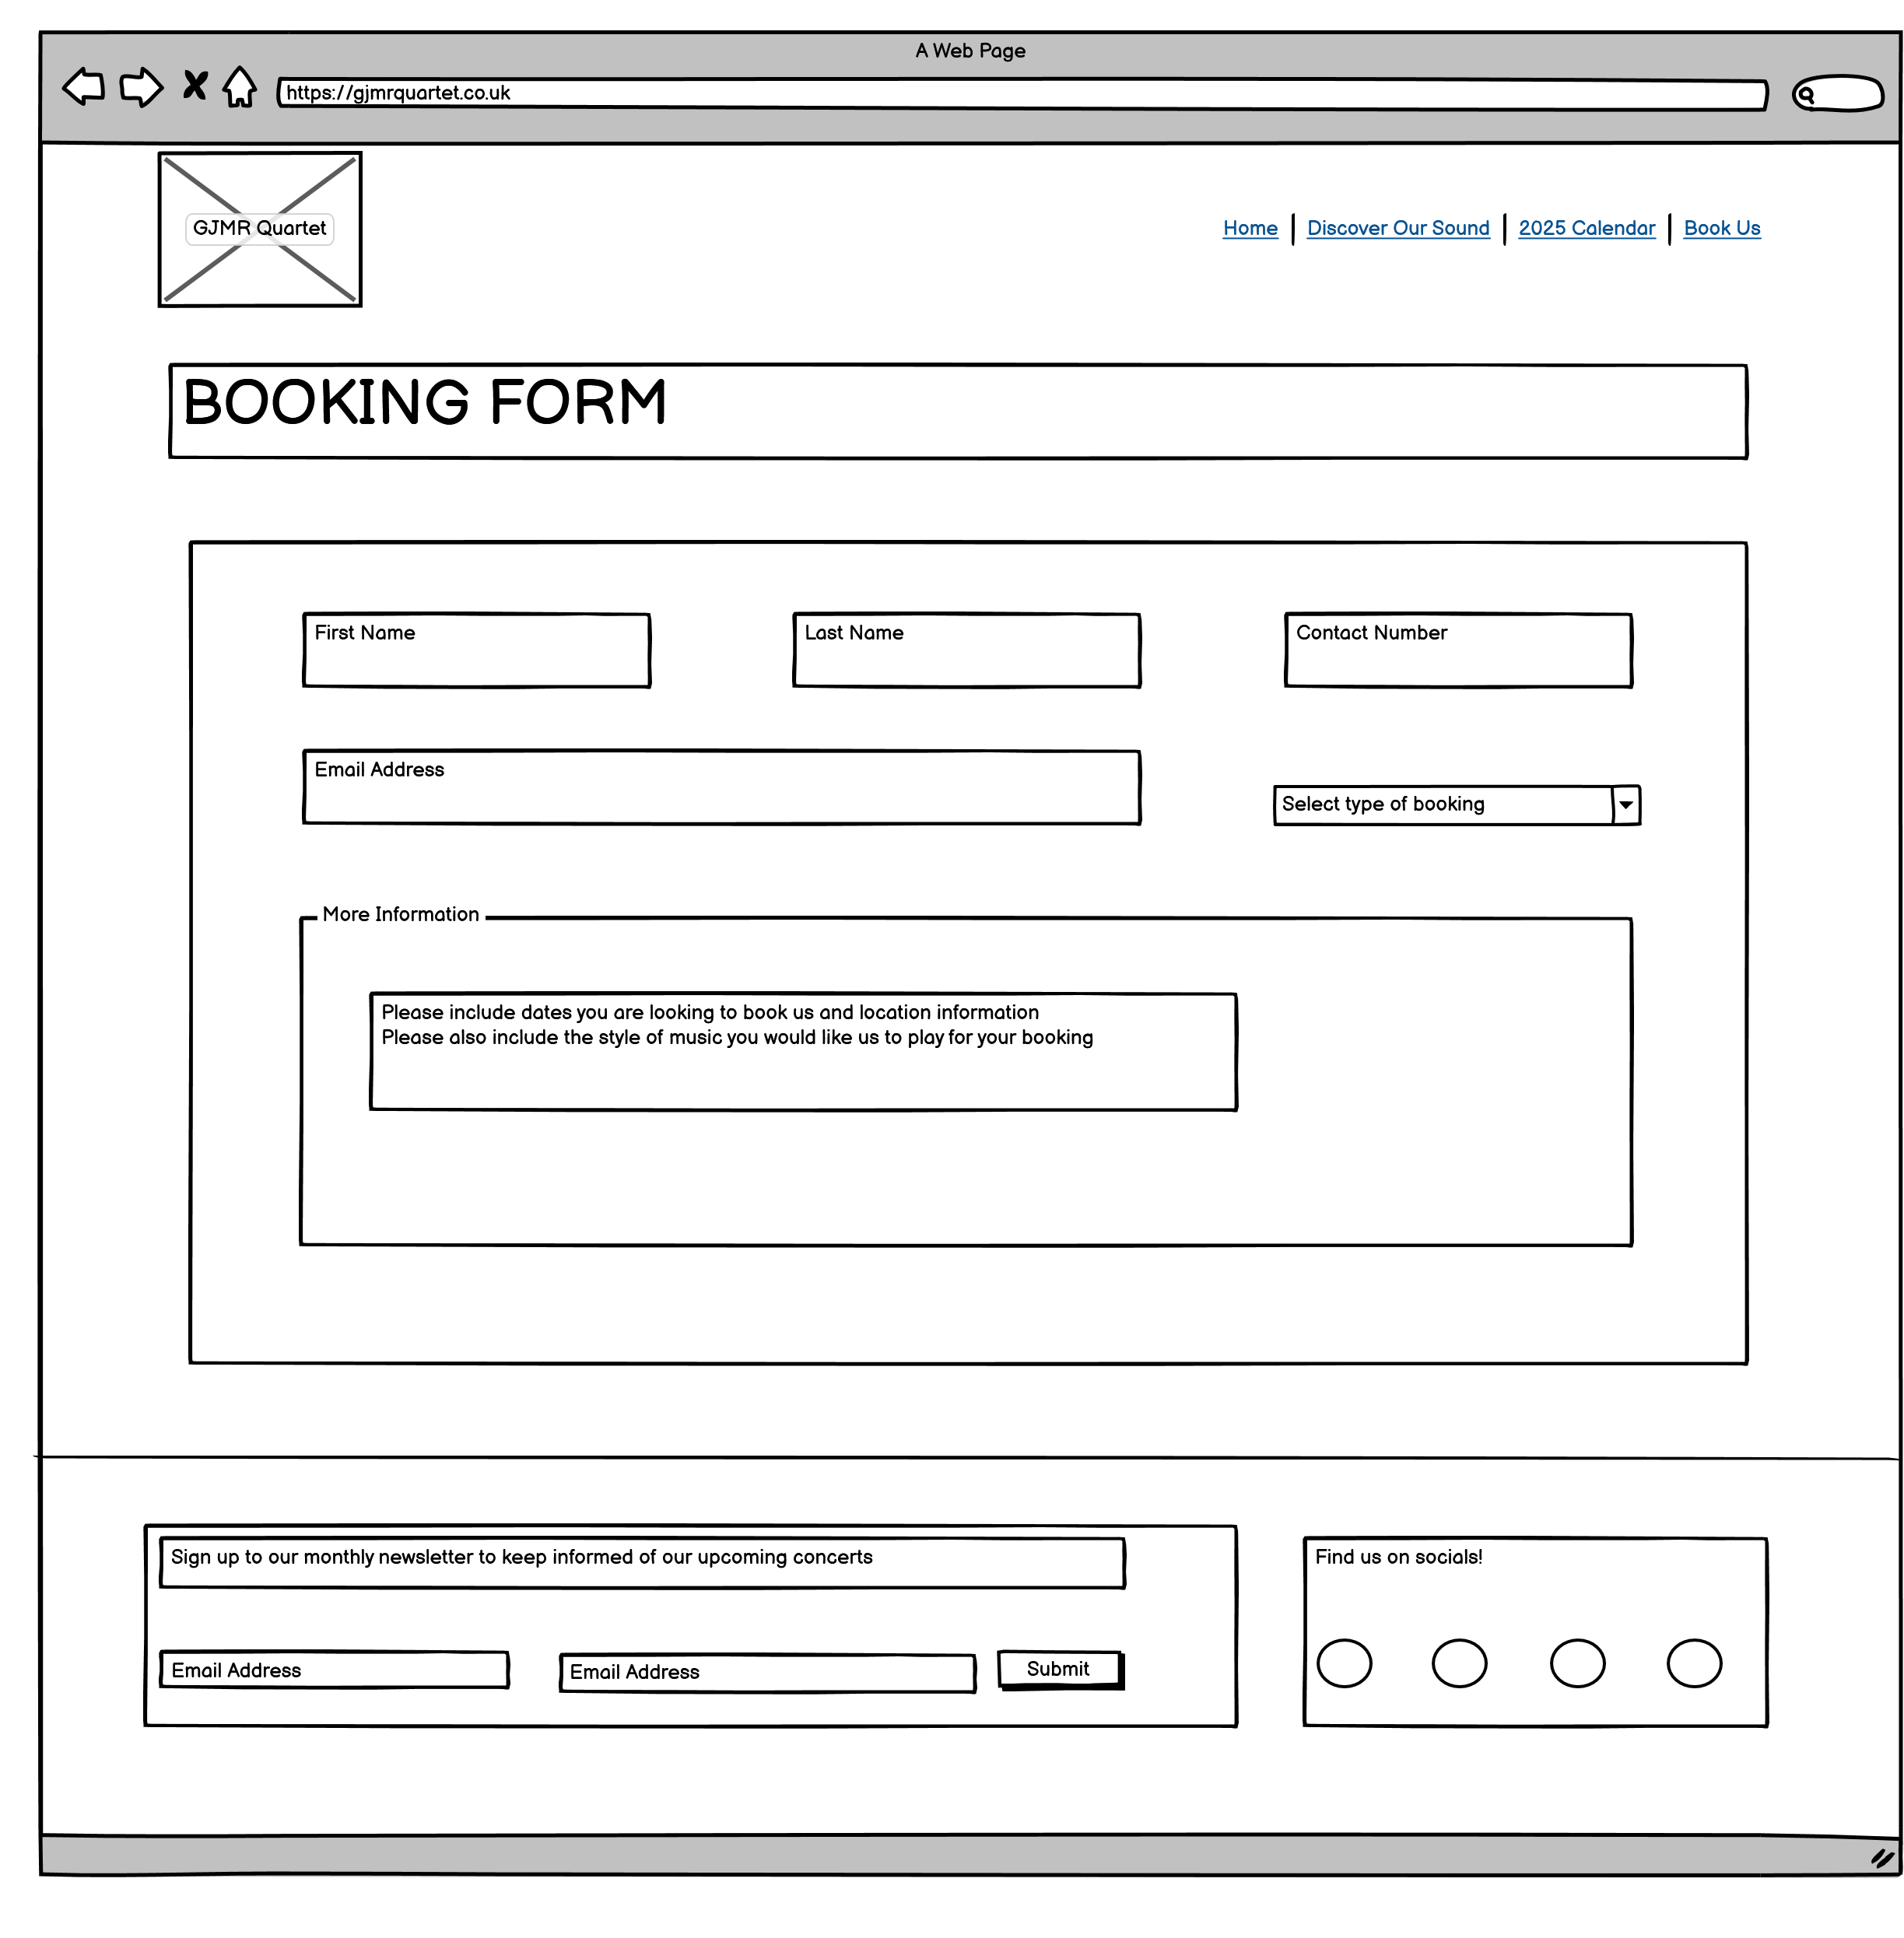 A Web Page
https://gjmrquartet.co.uk
GJMR Quartet
Home | Discover Our Sound | 2025 Calendar | Book Us
BOOKING FORM
First Name
Last Name
Contact Number
Email Address
Select type of booking
More Information
Please include dates you are looking to book us and location information
Please also include the style of music you would like us to play for your booking
Sign up to our monthly newsletter to keep informed of our upcoming concerts
Email Address
Email Address
Submit
Find us on socials!